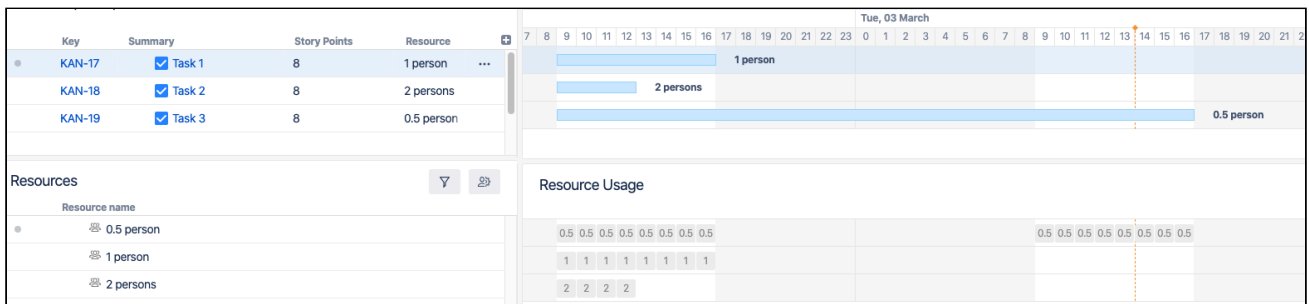 Tue, 03 March
Key Summary Story Points Resource
7 8 9 10 11 12 13 14 15 16 17 18 19 20 21 22 23 0 1 2 3 4 5 6 7 8 9 10 11 12 13 14 15 16 17 18 19 20 21
KAN-17 Task 1 8 1 person ... 1 person
KAN-18 Task 2 8 2 persons 2 persons
KAN-19 Task 3 8 0.5 person 0.5 person
Resources
Resource Usage
Resource name
0.5 person 0.5 0.5 0.5 0.5 0.5 0.5 0.5 0.5 0.5 0.5 0.5 0.5 0.5 0.5 0.5 0.5
1 person 1 1 1 1 1 1 1 1
2 persons 2 2 2 2